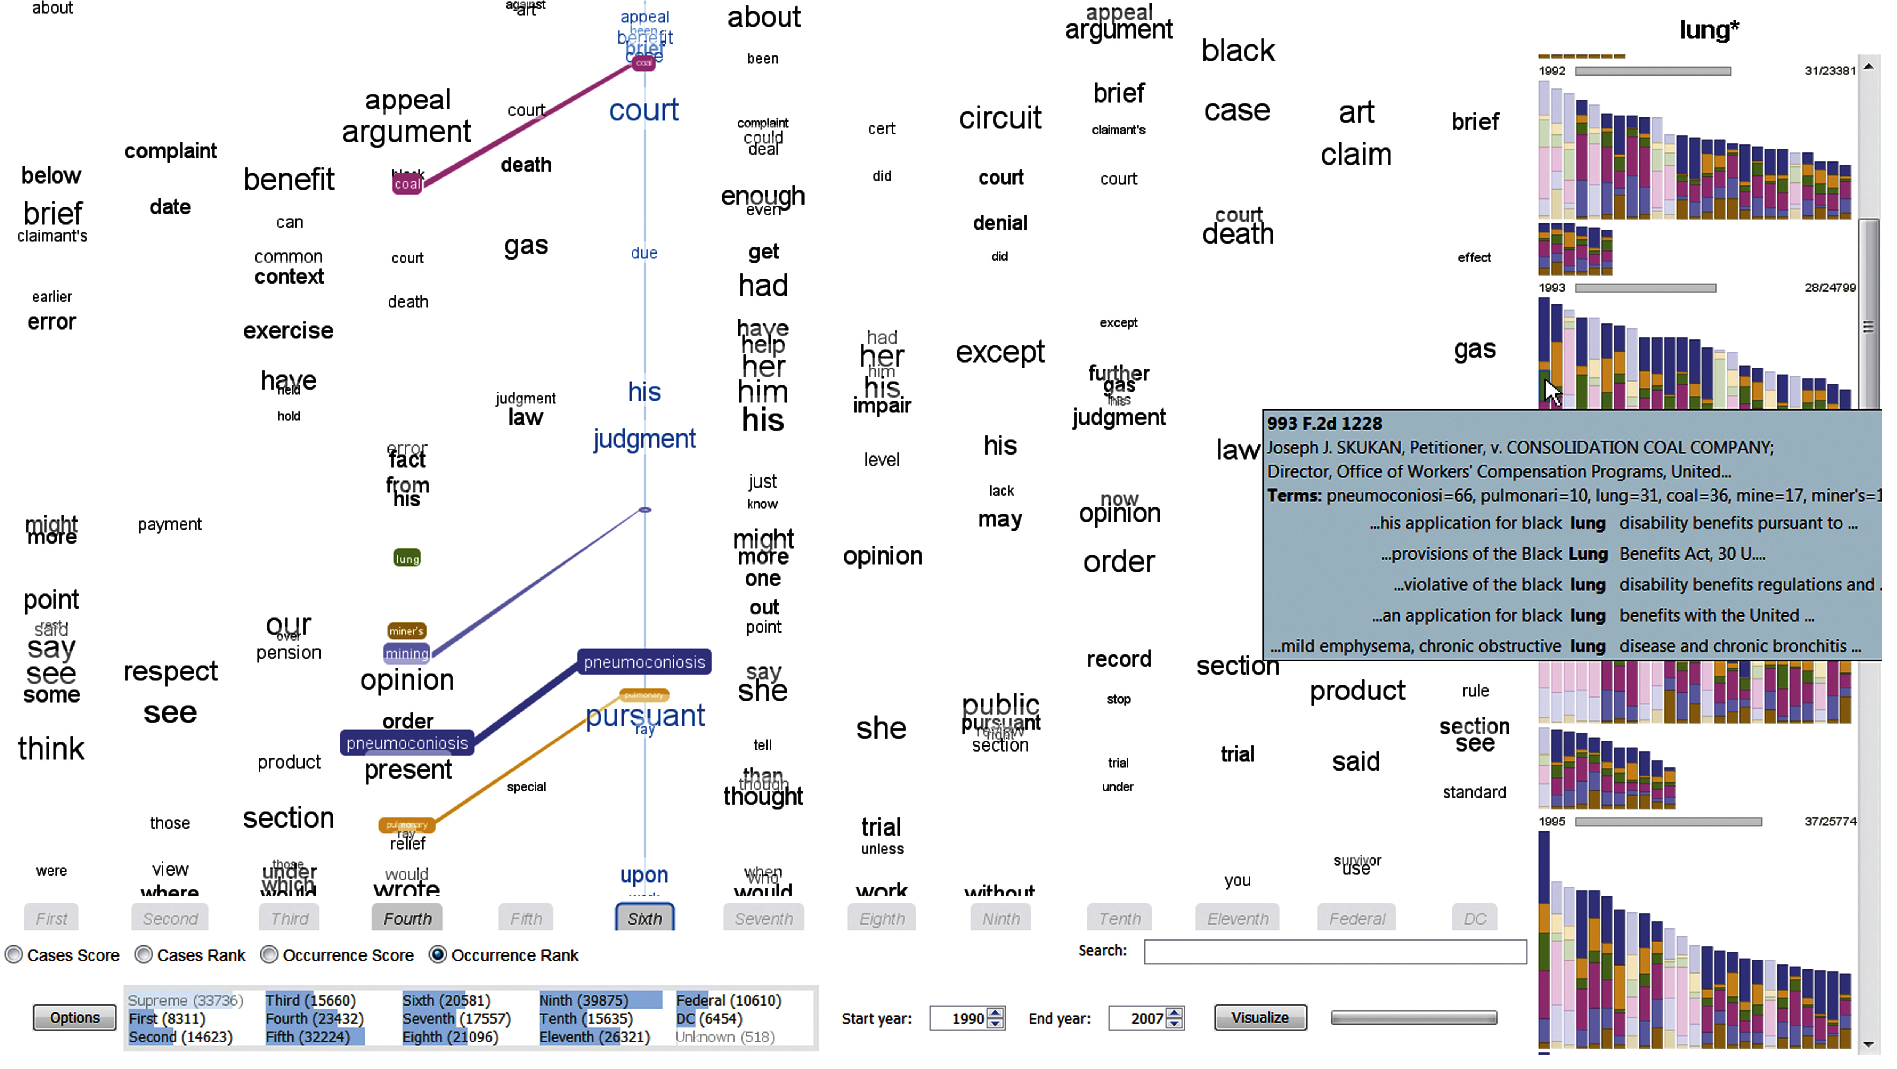 about
below
brief
claimant's
earlier
error
might
more
point
said
say
see
some
think
were
First
complaint
date
payment
respect
see
those
view
where
Second
benefit
can
common
context
exercise
have
held
hold
our
over
pension
product
section
those
under
which
would
Third
appeal
argument
black
coal
court
death
error
fact
from
his
lung
miner's
mining
opinion
order
pneumoconiosis
present
pulmonary
ray
relief
would
wrote
Fourth
against
art
court
death
gas
judgment
law
special
Fifth
appeal
been
benefit
brief
case
coal
court
due
his
judgment
pneumoconiosis
pulmonary
pursuant
ray
upon
work
Sixth
about
been
complaint
could
deal
enough
even
get
had
have
help
her
him
his
just
know
might
more
one
out
point
say
she
tell
than
though
thought
when
who
would
Seventh
cert
did
had
her
him
his
impair
level
opinion
she
trial
unless
work
Eighth
circuit
court
denial
did
except
his
lack
may
public
pursuant
review
right
section
without
Ninth
appeal
argument
brief
claimant's
court
except
further
gas
has
his
judgment
now
opinion
order
record
stop
trial
under
Tenth
black
case
court
death
law
section
trial
you
Eleventh
art
claim
product
said
survivor
use
Federal
brief
effect
gas
rule
section
see
standard
DC
lung*
1992 31/23381
1993 28/24799
993 F.2d 1228
Joseph J. SKUKAN, Petitioner, v. CONSOLIDATION COAL COMPANY;
Director, Office of Workers' Compensation Programs, United...
Terms: pneumoconiosi=66, pulmonari=10, lung=31, coal=36, mine=17, miner's=1
...his application for black lung disability benefits pursuant to ...
...provisions of the Black Lung Benefits Act, 30 U....
...violative of the black lung disability benefits regulations and .
...an application for black lung benefits with the United ...
...mild emphysema, chronic obstructive lung disease and chronic bronchitis ...
1995 37/25774
Cases Score Cases Rank Occurrence Score Occurrence Rank
Search:
Options
Supreme (33736) Third (15660) Sixth (20581) Ninth (39875) Federal (10610)
First (8311) Fourth (23432) Seventh (17557) Tenth (15635) DC (6454)
Second (14623) Fifth (32224) Eighth (21096) Eleventh (26321) Unknown (518)
Start year: 1990 End year: 2007 Visualize